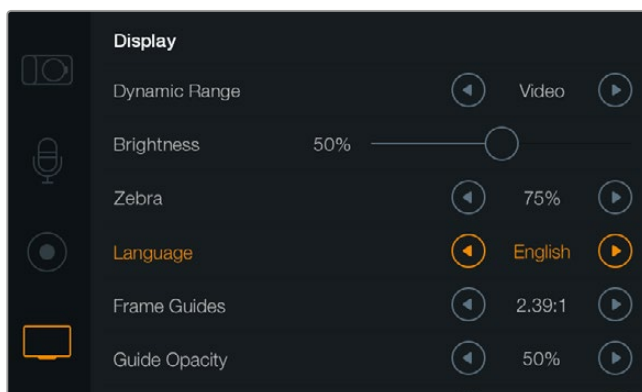 Display
Dynamic Range Video
Brightness 50%
Zebra 75%
Language English
Frame Guides 2.39:1
Guide Opacity 50%